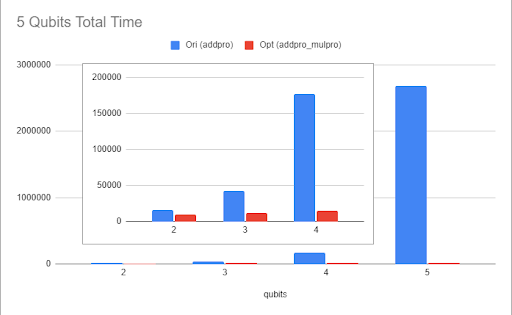 5 Qubits Total Time
Ori (addpro) Opt (addpro_mulpro)
3000000
2000000
1000000
0
200000
150000
100000
50000
0
2 3 4
2 3 4 5
qubits